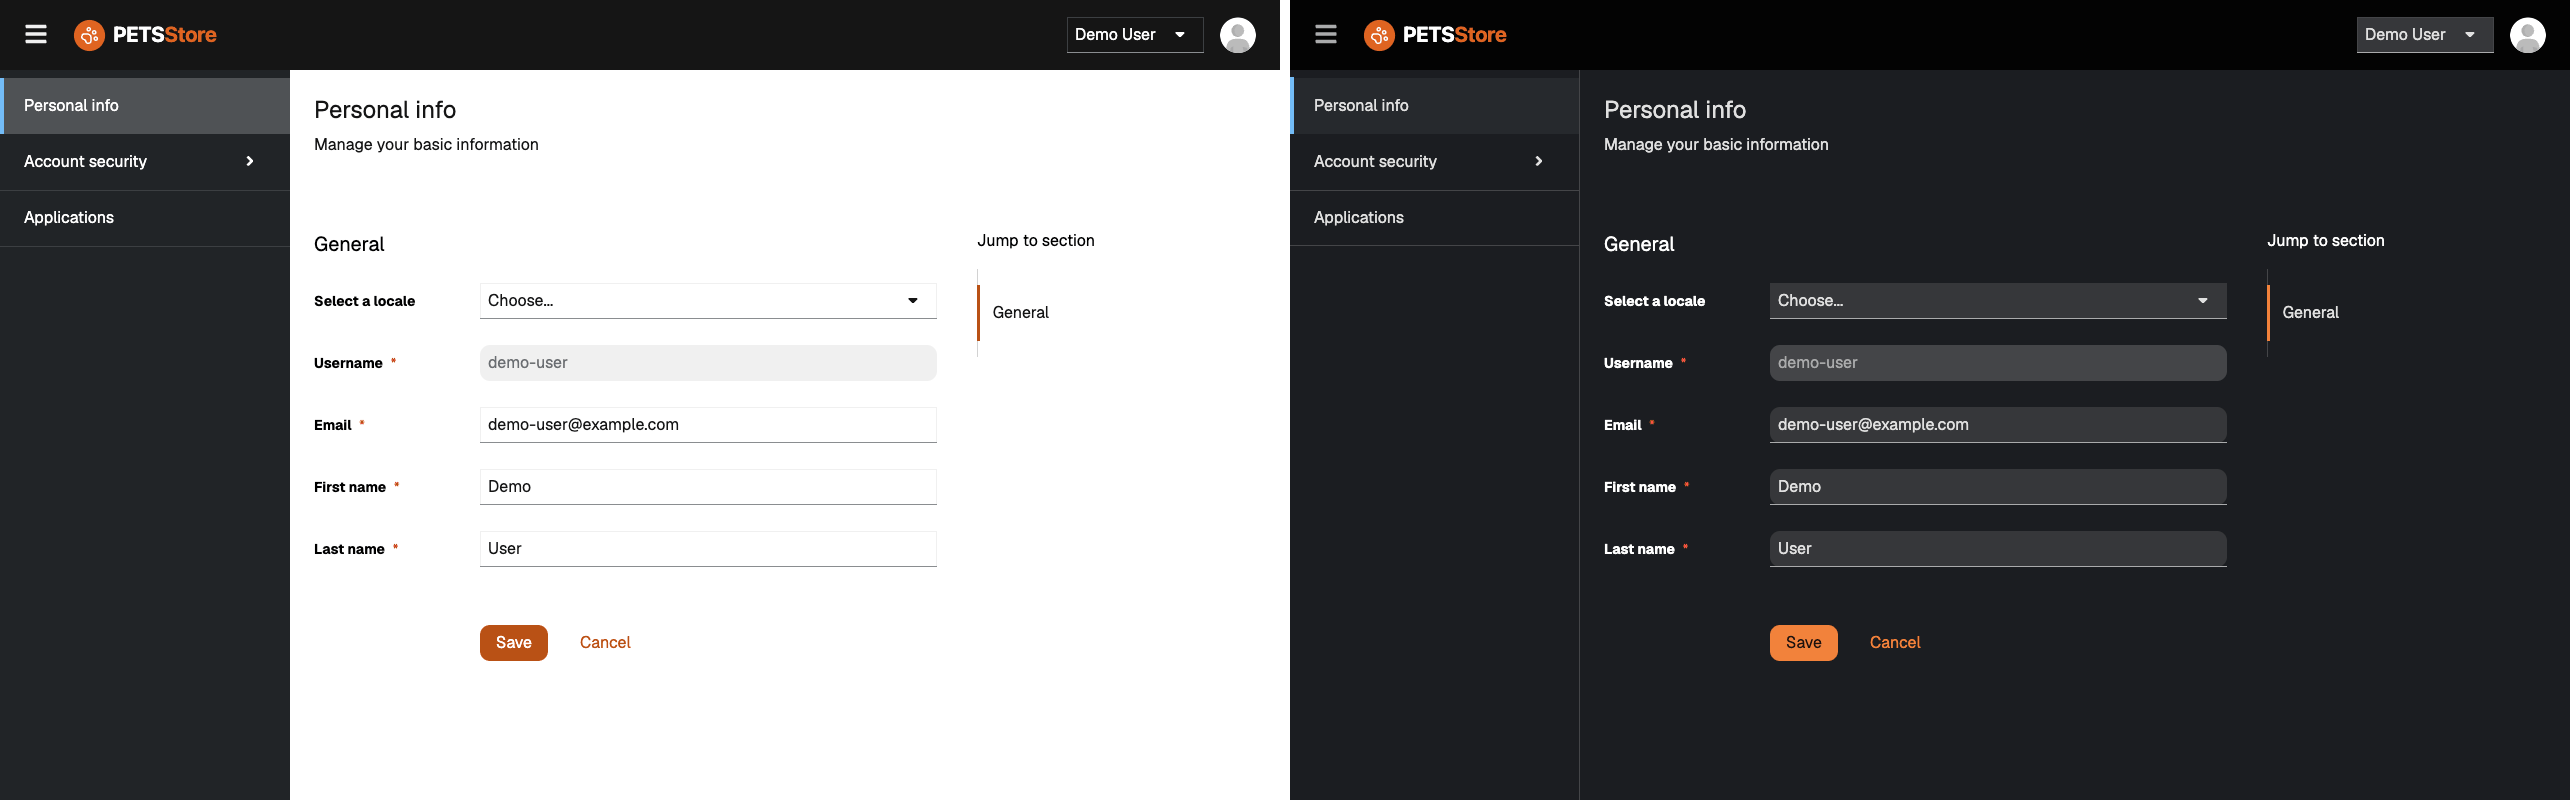 PETSStore
Demo User
Personal info
Account security
Applications
Personal info
Manage your basic information
General
Jump to section
General
Select a locale
Choose...
Username *
demo-user
Email *
demo-user@example.com
First name *
Demo
Last name *
User
Save
Cancel
PETSStore
Demo User
Personal info
Account security
Applications
Personal info
Manage your basic information
General
Jump to section
General
Select a locale
Choose...
Username *
demo-user
Email *
demo-user@example.com
First name *
Demo
Last name *
User
Save
Cancel